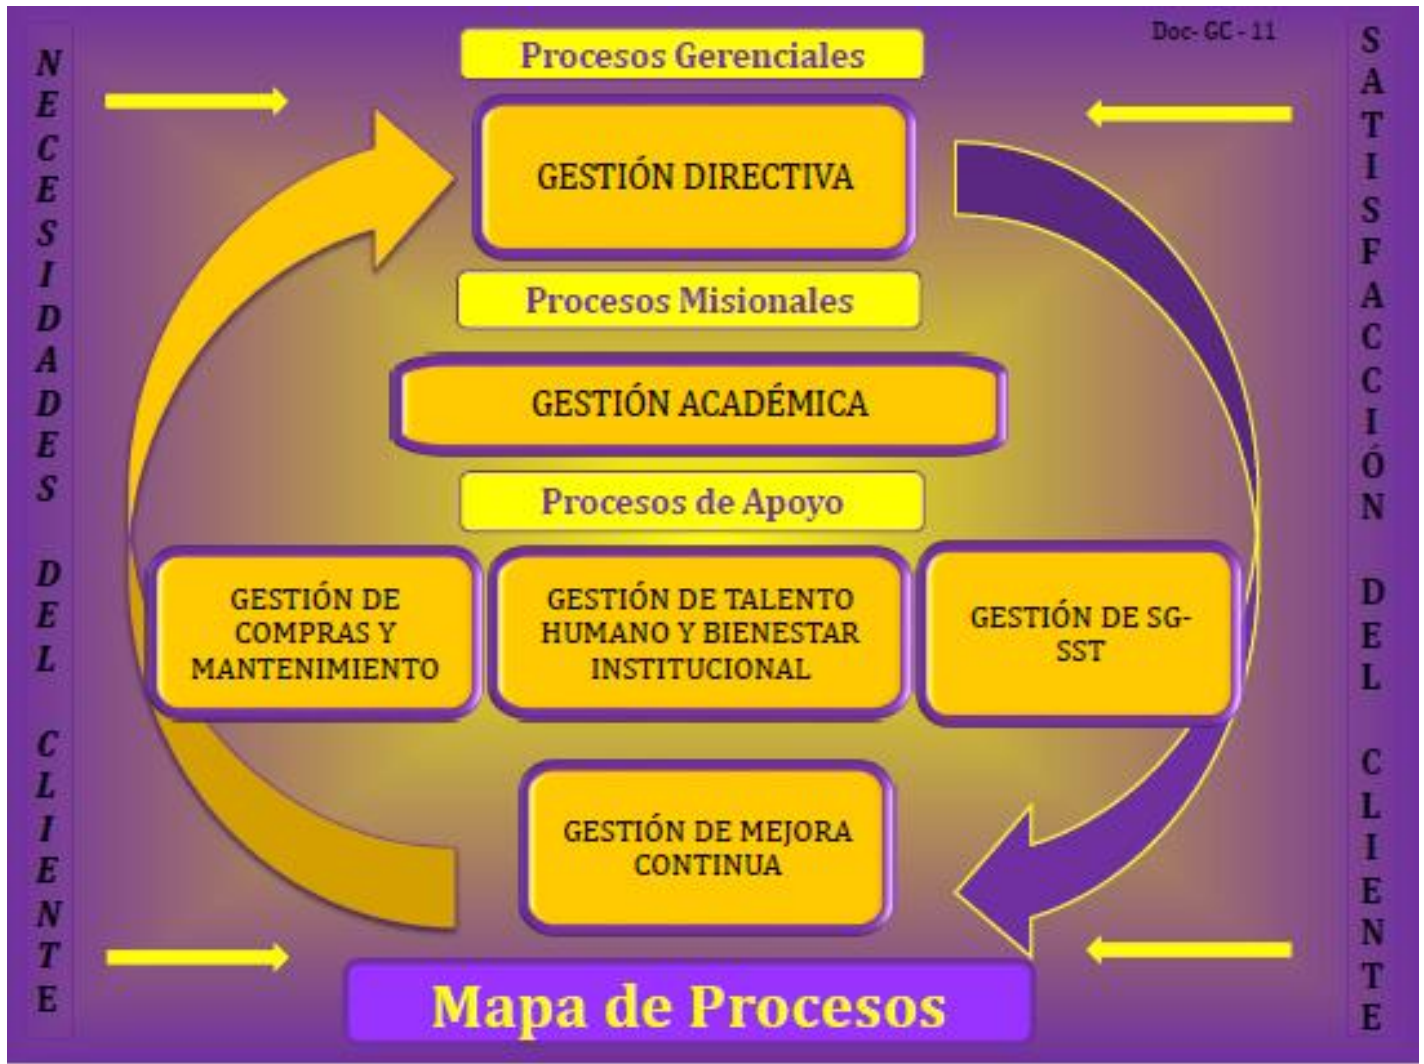 Doc- GC - 11
NECESIDADES DEL CLIENTE
Procesos Gerenciales
GESTIÓN DIRECTIVA
Procesos Misionales
GESTIÓN ACADÉMICA
Procesos de Apoyo
GESTIÓN DE
COMPRAS Y
MANTENIMIENTO
GESTIÓN DE TALENTO
HUMANO Y BIENESTAR
INSTITUCIONAL
GESTIÓN DE SG-
SST
GESTIÓN DE MEJORA
CONTINUA
Mapa de Procesos
SATISFACCIÓN DEL CLIENTE